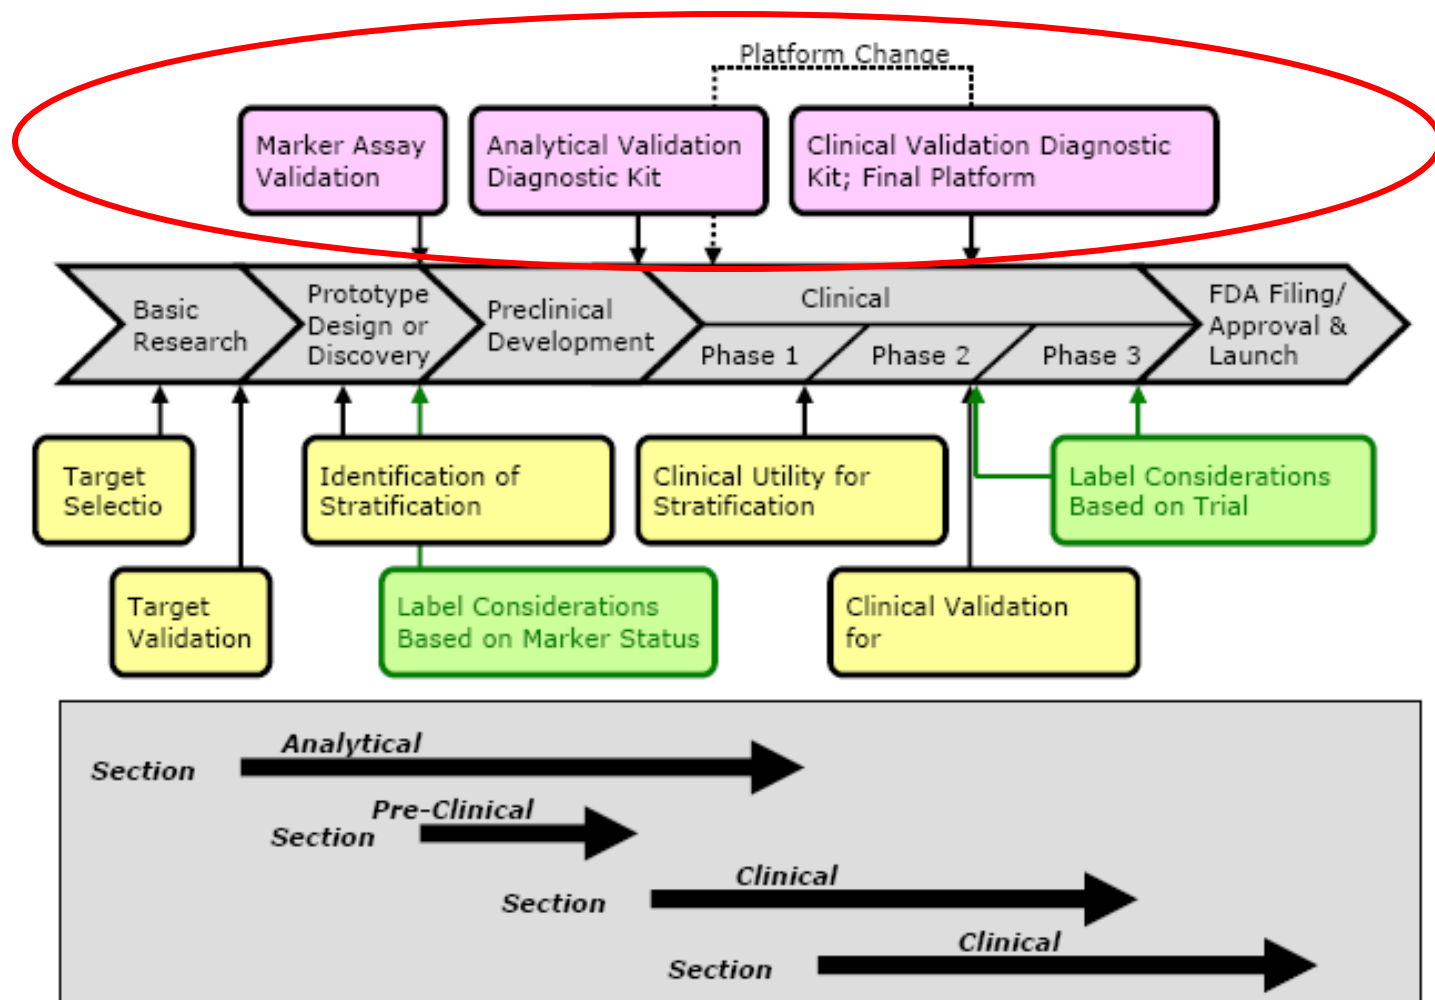 Platform Change
Marker Assay
Validation
Analytical Validation
Diagnostic Kit
Clinical Validation Diagnostic
Kit; Final Platform
Basic
Research
Prototype
Design or
Discovery
Preclinical
Development
Clinical
Phase 1
Phase 2
Phase 3
FDA Filing/
Approval &
Launch
Target
Selectio
Identification of
Stratification
Clinical Utility for
Stratification
Label Considerations
Based on Trial
Target
Validation
Label Considerations
Based on Marker Status
Clinical Validation
for
Analytical
Section
Pre-Clinical
Section
Clinical
Section
Clinical
Section